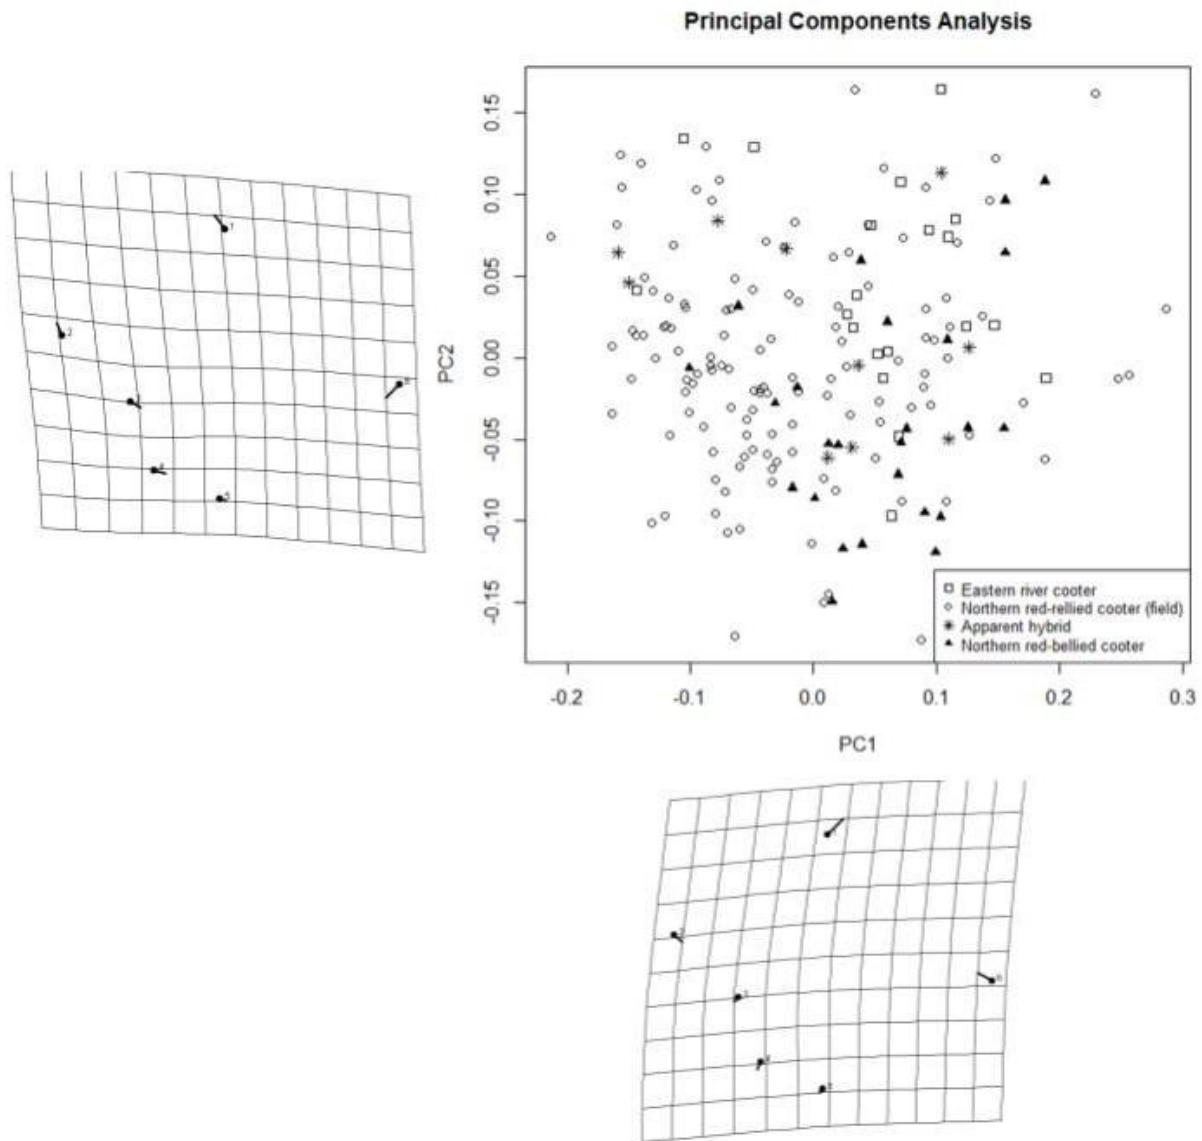 Principal Components Analysis
PC2
0.15
0.10
0.05
0.00
-0.05
-0.10
-0.15
Eastern river cooter
Northern red-rellied cooter (field)
Apparent hybrid
Northern red-bellied cooter
-0.2
-0.1
0.0
0.1
0.2
0.3
PC1